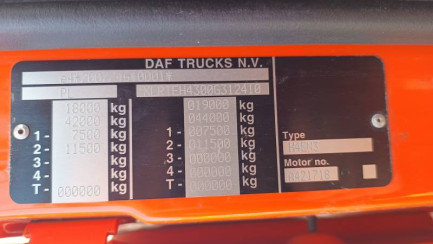 DAF TRUCKS N.V.
PL
18000 kg 019000 kg
42000 kg 044000 kg
1- 7500 kg 1- 007500 kg
2- 11500 kg 2- 011500 kg
3- kg 3- 000000 kg
4- kg 4- 000000 kg
T- 000000 kg T- 000000 kg
Type
Motor no.
A421718